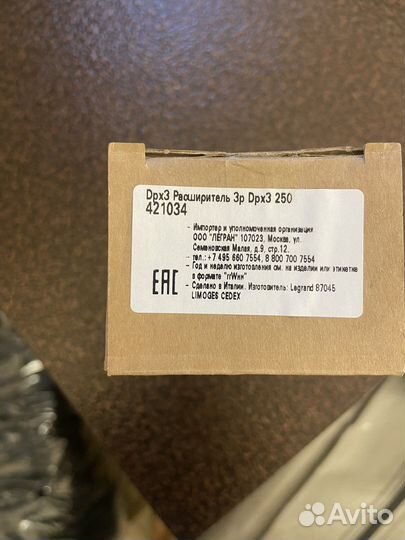 Dpx3 Расширитель 3р Dpx3 250
421034
- Импортер и уполномоченная организация
ООО "ЛЕГРАН" 107023, Москва, ул.
Семеновская Малая, д.9, стр.12.
- тел.: +7 495 660 7554, 8 800 700 7554
- Год и неделю изготовления см. на изделии или этикетке
в формате "ггWнн"
- Сделано в Италии. Изготовитель: Legrand 87045
LIMOGES CEDEX
EAC
Avito